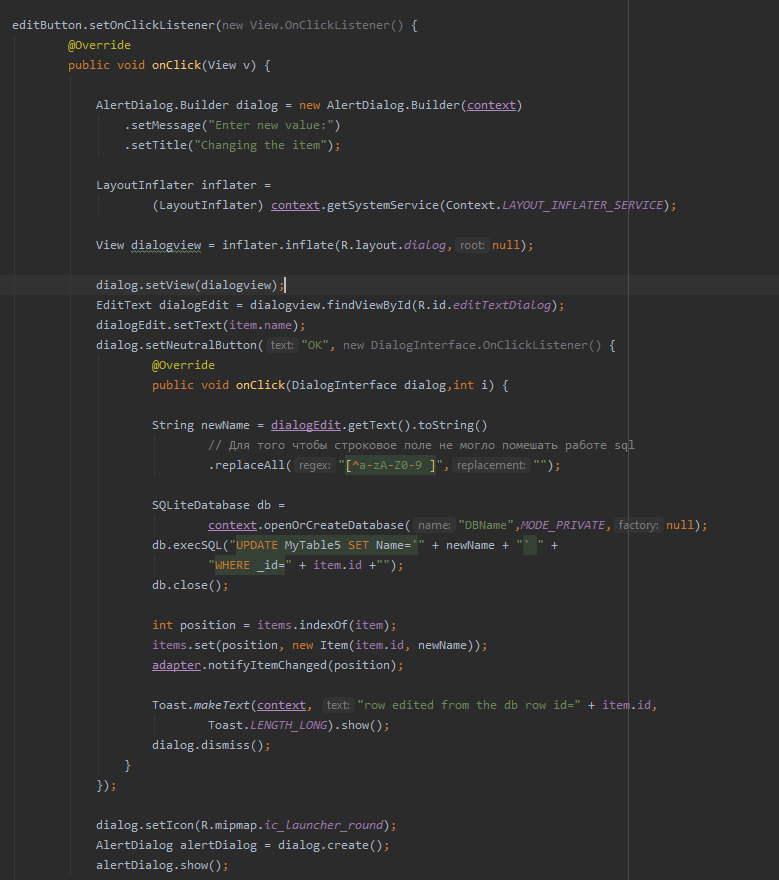 editButton.setOnClickListener(new View.OnClickListener() {
@Override
public void onClick(View v) {
AlertDialog.Builder dialog = new AlertDialog.Builder(context)
.setMessage("Enter new value:")
.setTitle("Changing the item");
LayoutInflater inflater =
(LayoutInflater) context.getSystemService(Context.LAYOUT_INFLATER_SERVICE);
View dialogview = inflater.inflate(R.layout.dialog, root: null);
dialog.setView(dialogview);
EditText dialogEdit = dialogview.findViewById(R.id.editTextDialog);
dialogEdit.setText(item.name);
dialog.setNeutralButton( text: "OK", new DialogInterface.OnClickListener() {
@Override
public void onClick(DialogInterface dialog,int i) {
String newName = dialogEdit.getText().toString()
// Для того чтобы строковое поле не могло помешать работе sql
.replaceAll( regex: "[^a-zA-Z0-9 ]", replacement: "");
SQLiteDatabase db =
context.openOrCreateDatabase( name: "DBName",MODE_PRIVATE, factory: null);
db.execSQL("UPDATE MyTable5 SET Name='" + newName + "' " +
"WHERE _id=" + item.id +"");
db.close();
int position = items.indexOf(item);
items.set(position, new Item(item.id, newName));
adapter.notifyItemChanged(position);
Toast.makeText(context, text: "row edited from the db row id=" + item.id,
Toast.LENGTH_LONG).show();
dialog.dismiss();
}
});
dialog.setIcon(R.mipmap.ic_launcher_round);
AlertDialog alertDialog = dialog.create();
alertDialog.show();